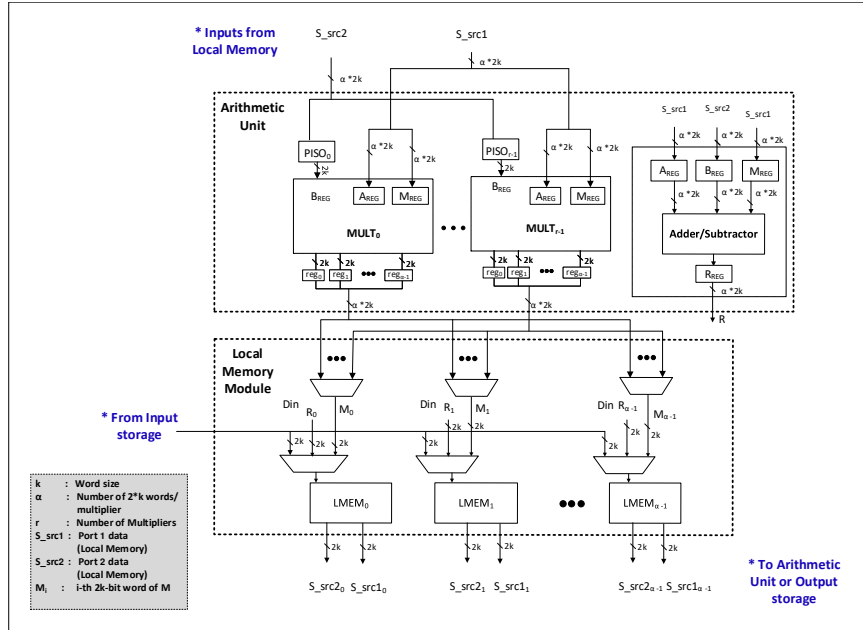 * Inputs from
Local Memory
S_src2
S_src1
α *2k
α *2k
Arithmetic
Unit
PISO0
2k
BREG
α *2k
α *2k
AREG
MREG
MULT0
PISOr-1
2k
BREG
α *2k
α *2k
AREG
MREG
MULTr-1
S_src1
S_src2
S_src1
α *2k
α *2k
α *2k
AREG
BREG
MREG
α *2k
α *2k
α *2k
Adder/Subtractor
RREG
α *2k
R
2k
2k
2k
reg0
reg1
regα-1
2k
2k
2k
reg0
reg1
regα-1
α *2k
α *2k
Local
Memory
Module
* From Input
storage
Din
R0
M0
Din
R1
M1
Din
Rα-1
Mα-1
2k
2k
2k
2k
2k
2k
2k
2k
2k
LMEM0
LMEM1
LMEMα-1
2k
2k
2k
2k
2k
2k
S_src20
S_src10
S_src21
S_src11
S_src2α-1
S_src1α-1
* To Arithmetic
Unit or Output
storage
k : Word size
α : Number of 2*k words/
multiplier
r : Number of Multipliers
S_src1 : Port 1 data
(Local Memory)
S_src2 : Port 2 data
(Local Memory)
Mi : i-th 2k-bit word of M